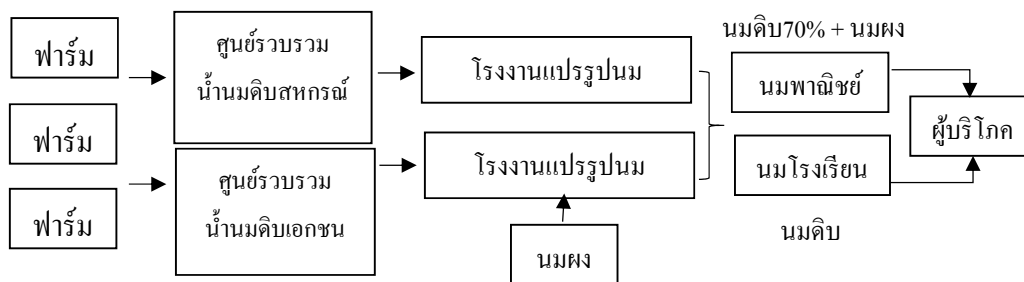 ฟาร์ม
ฟาร์ม
ฟาร์ม
ศูนย์รวบรวม
น้ำนมดิบสหกรณ์
ศูนย์รวบรวม
น้ำนมดิบเอกชน
โรงงานแปรรูปนม
โรงงานแปรรูปนม
นมผง
นมดิบ70% + นมผง
นมพาณิชย์
นมโรงเรียน
นมดิบ
ผู้บริโภค